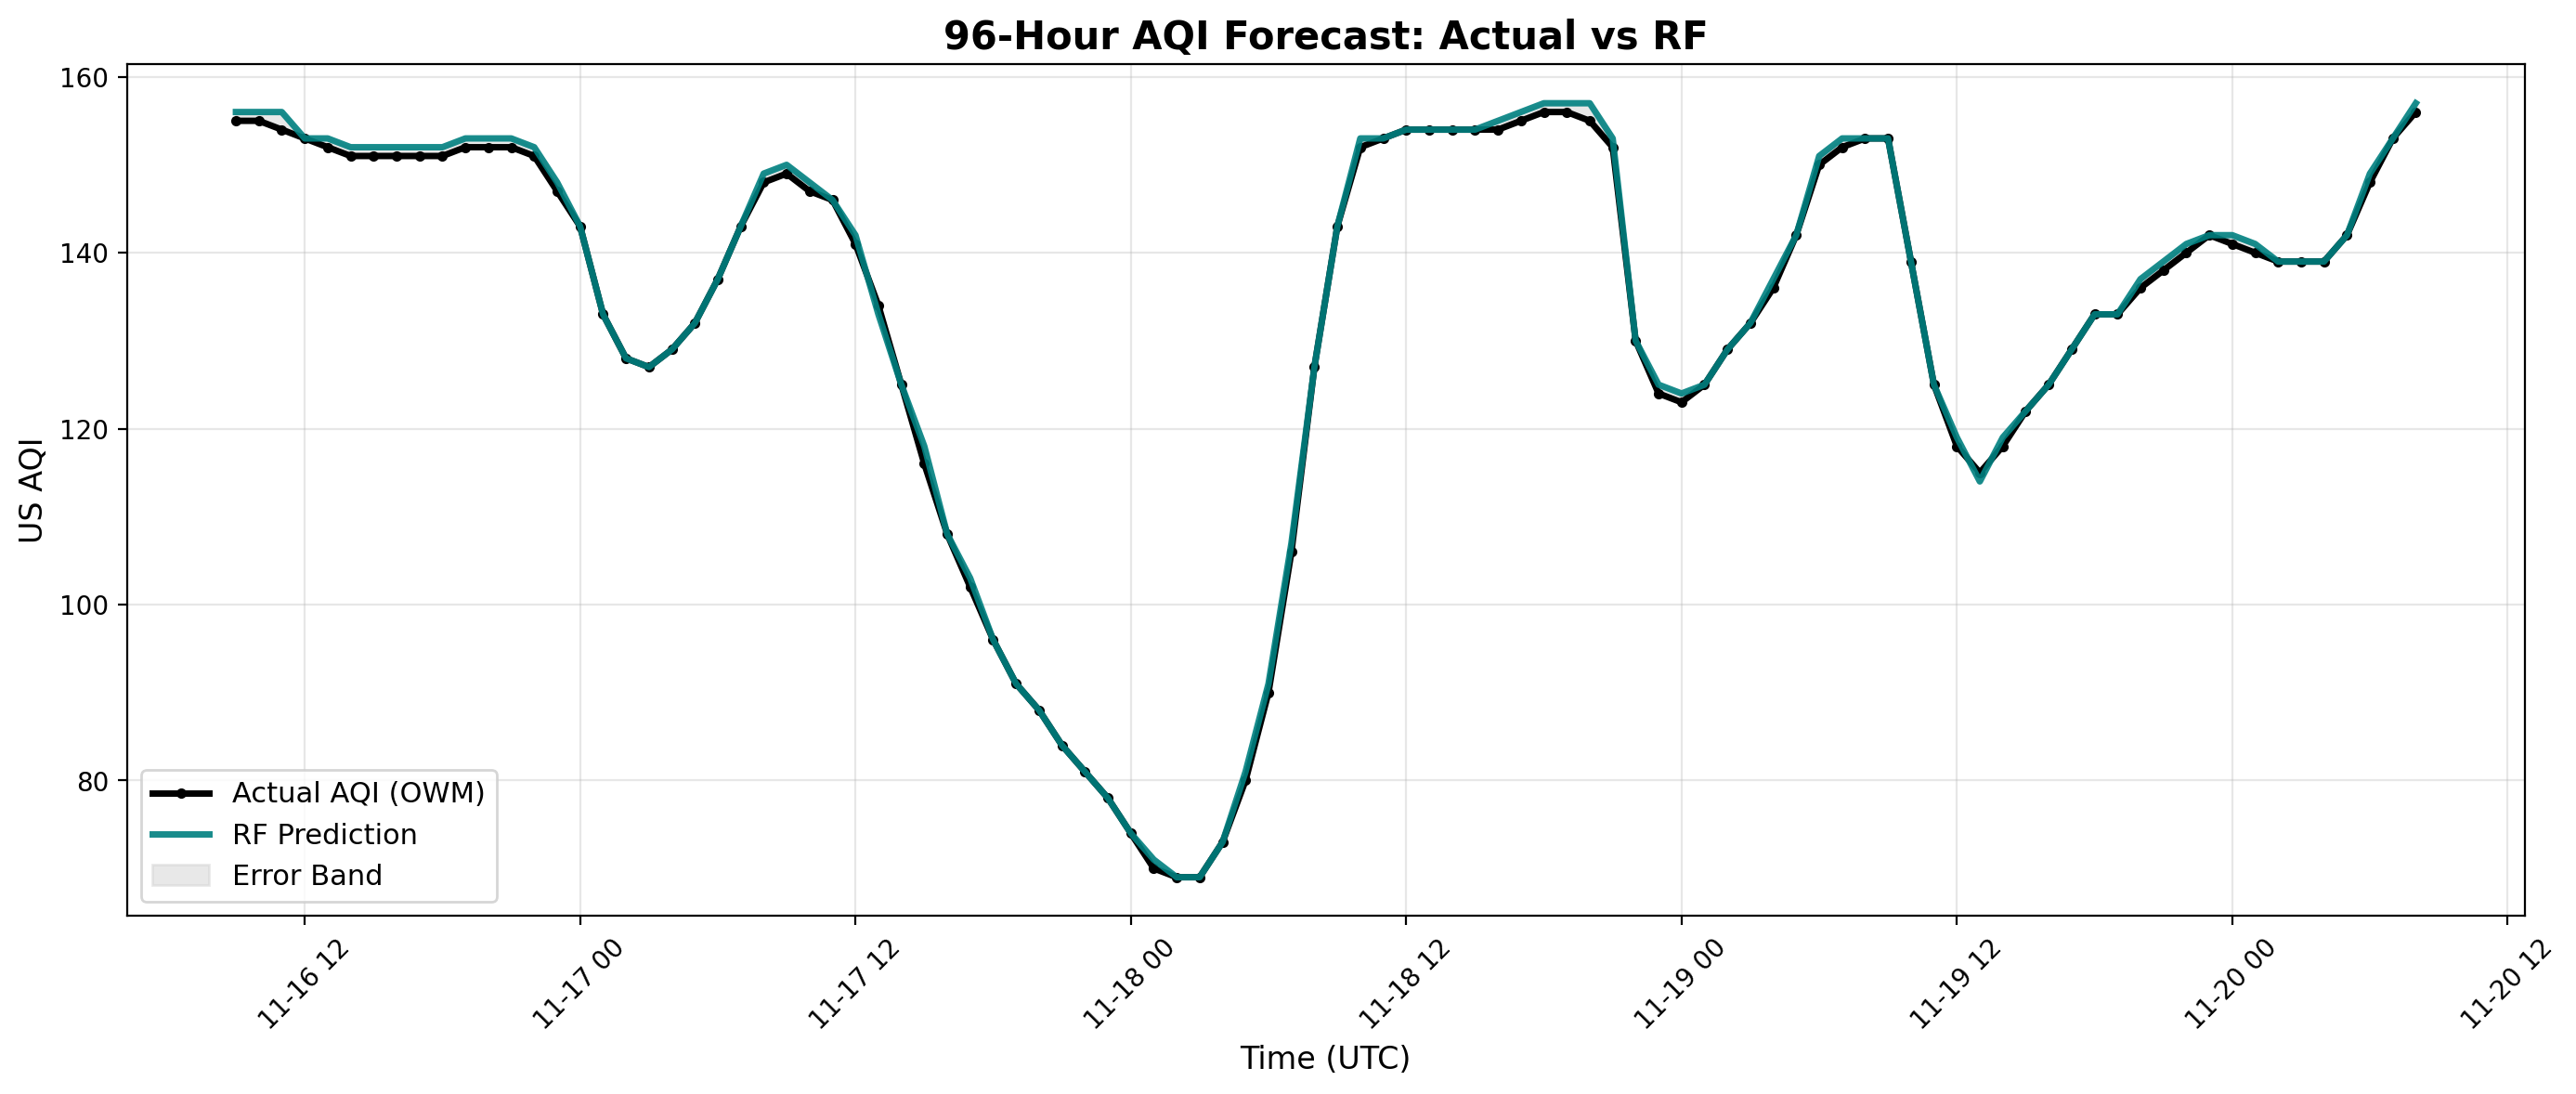 96-Hour AQI Forecast: Actual vs RF
US AQI
160
140
120
100
80
Actual AQI (OWM)
RF Prediction
Error Band
11-16 12
11-17 00
11-17 12
11-18 00
11-18 12
11-19 00
11-19 12
11-20 00
11-20 12
Time (UTC)